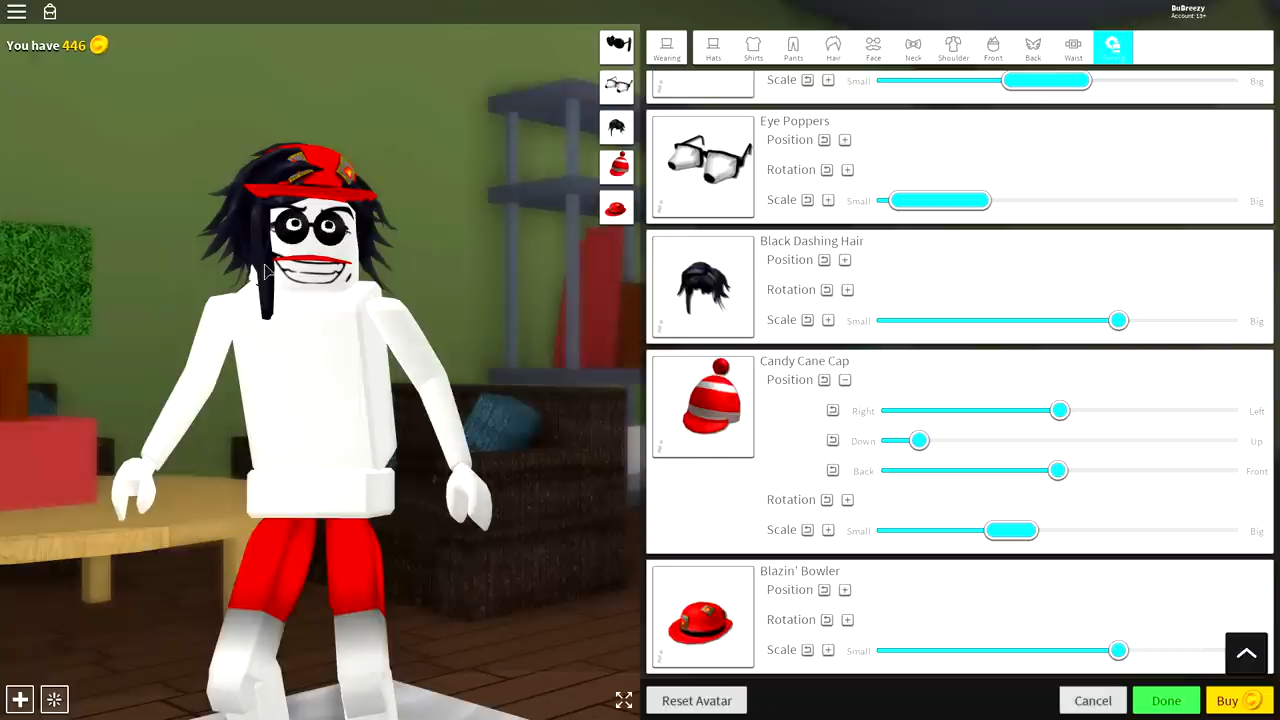 BuBreezy
Account: 13+
You have 446
Wearing
Hats
Shirts
Pants
Hair
Face
Neck
Shoulder
Front
Back
Waist
Scale Small Big
Eye Poppers
Position
Rotation
Scale Small Big
Black Dashing Hair
Position
Rotation
Scale Small Big
Candy Cane Cap
Position
Right Left
Down Up
Back Front
Rotation
Scale Small Big
Blazin' Bowler
Position
Rotation
Scale Small
Reset Avatar
Cancel
Done
Buy